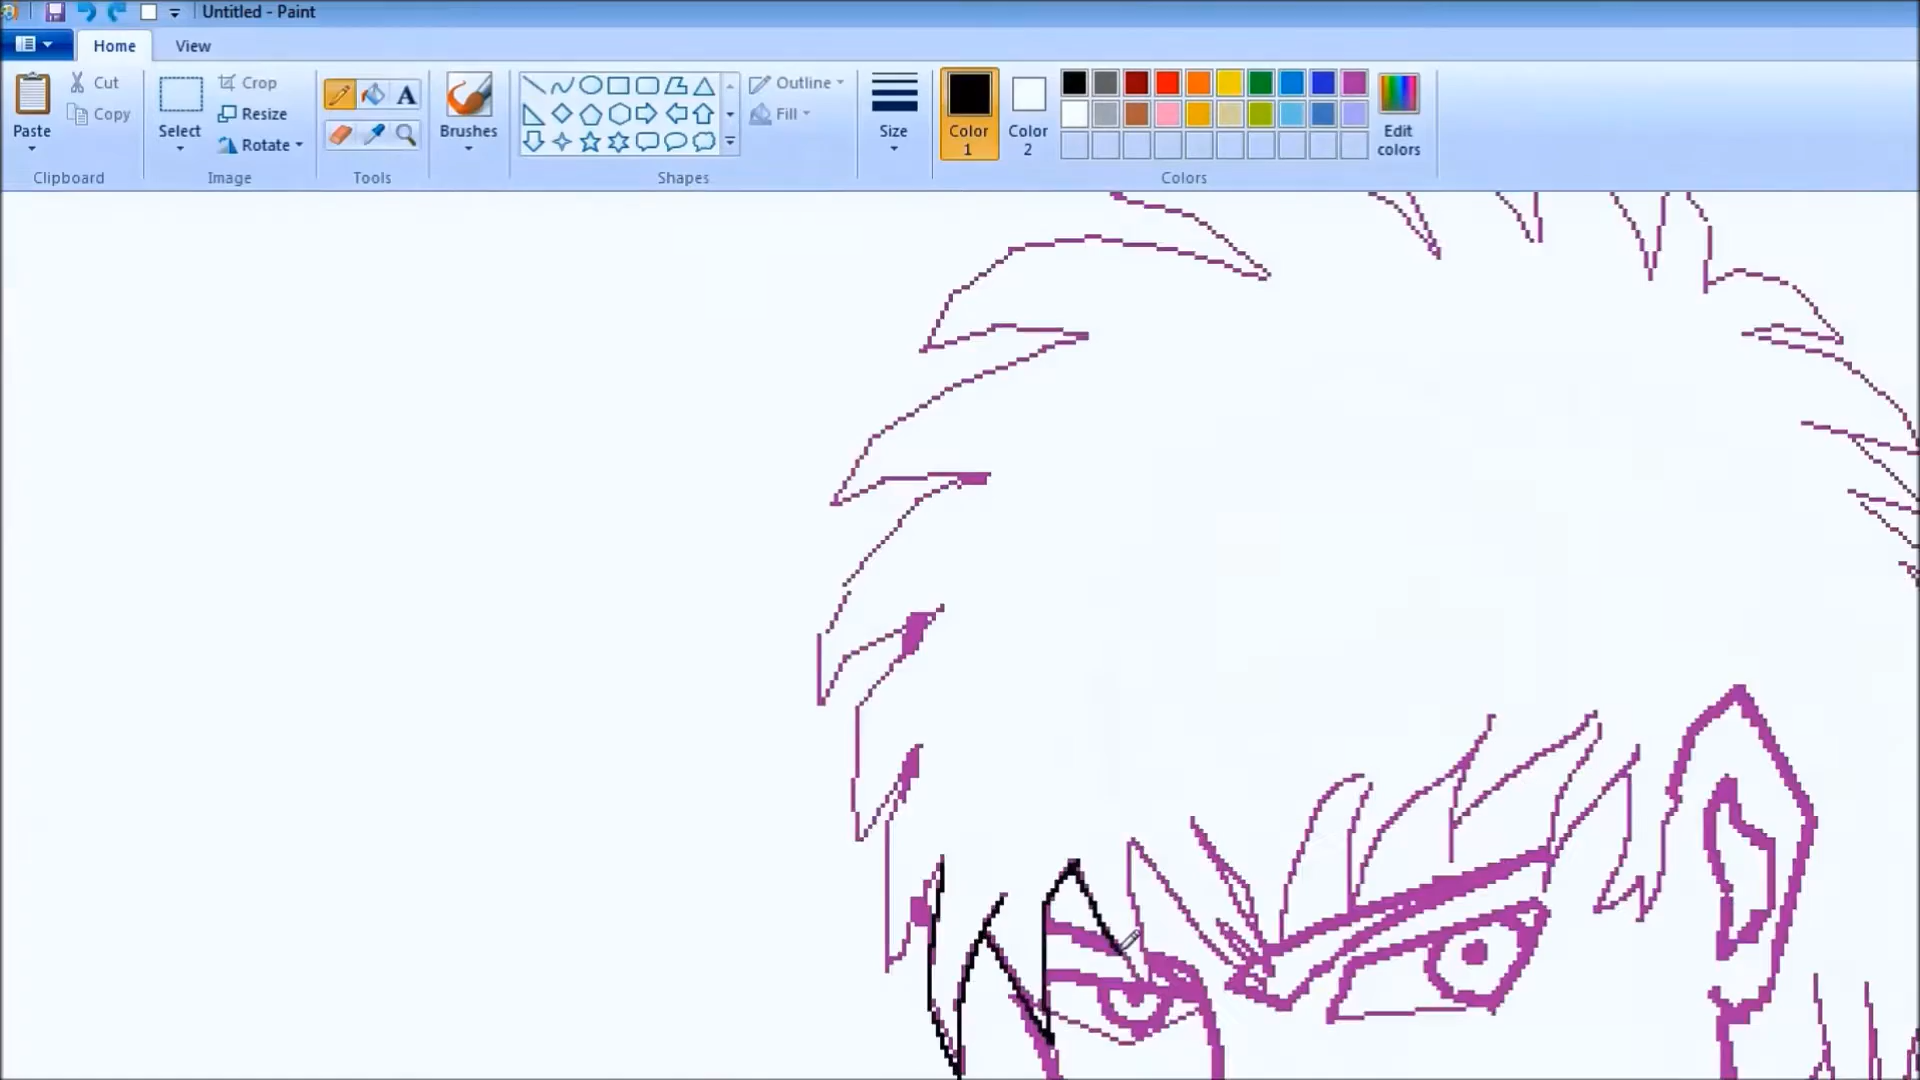 Untitled - Paint
Home View
Paste
Cut
Copy
Clipboard
Select
Crop
Resize
Rotate
Image
A
Tools
Brushes
Outline
Fill
Shapes
Size
Color 1
Color 2
Edit colors
Colors